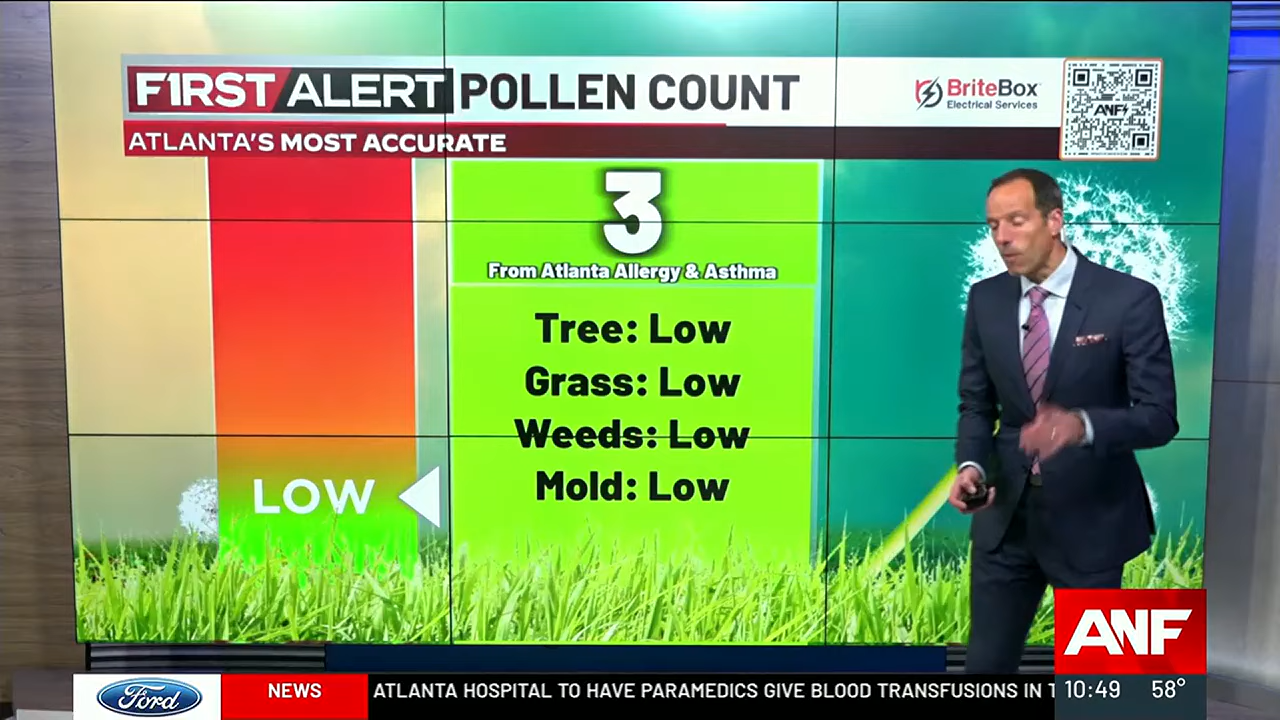 FIRST ALERT POLLEN COUNT
BriteBox
Electrical Services
ANF
ATLANTA'S MOST ACCURATE
3
From Atlanta Allergy & Asthma
Tree: Low
Grass: Low
Weeds: Low
Mold: Low
LOW
ANF
Ford
NEWS
ATLANTA HOSPITAL TO HAVE PARAMEDICS GIVE BLOOD TRANSFUSIONS IN T
10:49
58°